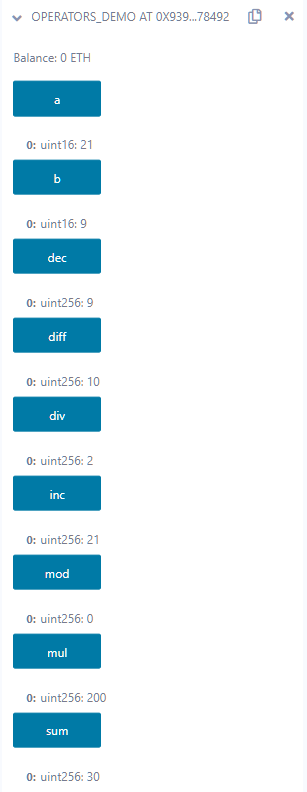 OPERATORS_DEMO AT 0X939...78492
Balance: 0 ETH
a
0: uint16: 21
b
0: uint16: 9
dec
0: uint256: 9
diff
0: uint256: 10
div
0: uint256: 2
inc
0: uint256: 21
mod
0: uint256: 0
mul
0: uint256: 200
sum
0: uint256: 30